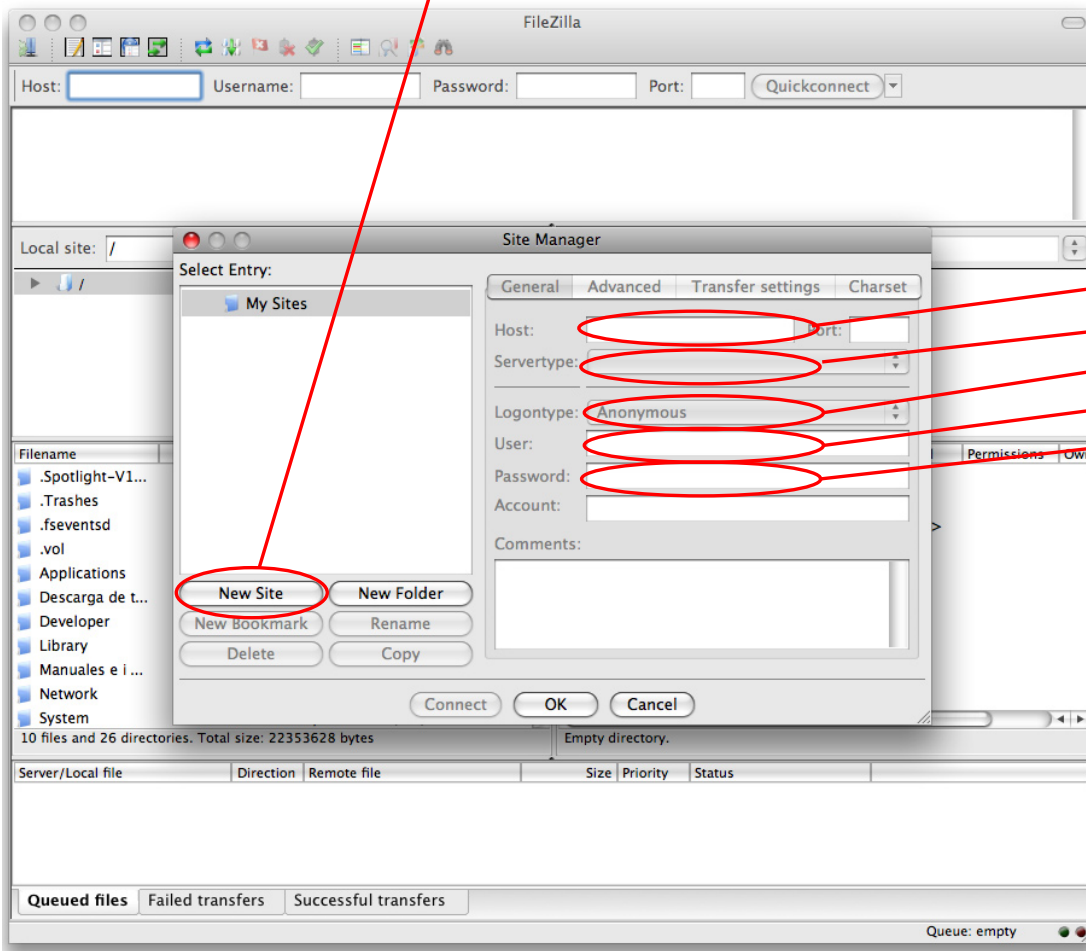 FileZilla
Host: Username: Password: Port: Quickconnect
Local site: /
/
Site Manager
Select Entry:
My Sites
General Advanced Transfer settings Charset
Host: Port:
Servertype:
Logontype: Anonymous
User:
Password:
Account:
Comments:
New Site New Folder
New Bookmark Rename
Delete Copy
Connect OK Cancel
Filename
Permissions
.Spotlight-V1...
.Trashes
.fseventsd
.vol
Applications
Descarga de t...
Developer
Library
Manuales e i ...
Network
System
10 files and 26 directories. Total size: 22353628 bytes
Empty directory.
Server/Local file Direction Remote file Size Priority Status
Queued files Failed transfers Successful transfers
Queue: empty